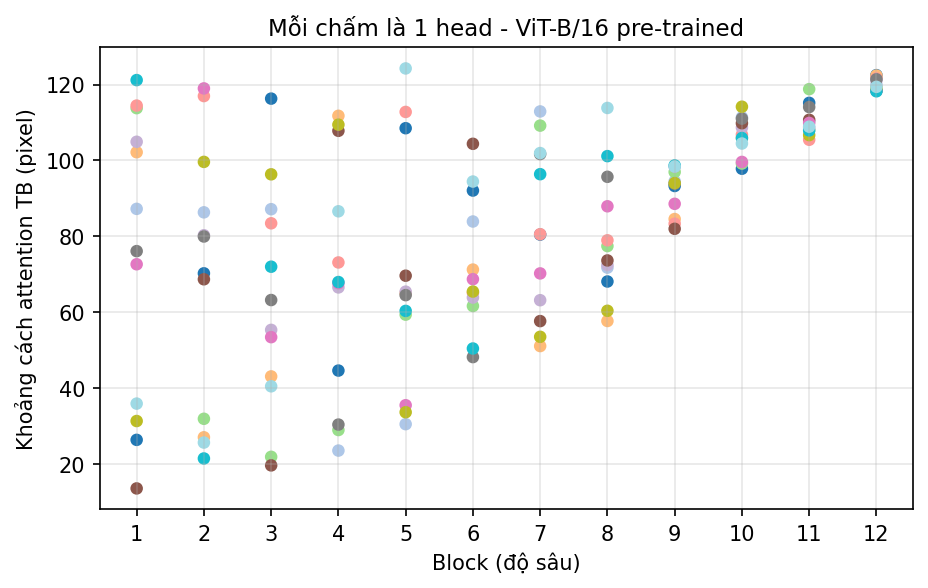 Mỗi chấm là 1 head - ViT-B/16 pre-trained
Khoảng cách attention TB (pixel)
120
100
80
60
40
20
1 2 3 4 5 6 7 8 9 10 11 12
Block (độ sâu)